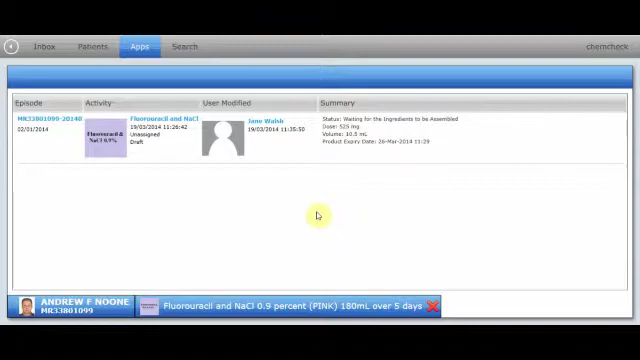 Inbox Patients Apps Search chemcheck
Episode Activity User Modified Summary
MR33801099-20140 Fluorouracil and NaCl Jane Walsh Status: Waiting for the Ingredients to be Assembled
02/01/2014 19/03/2014 11:26:42 19/03/2014 11:35:50 Dose: 525 mg
Fluorouracil & Unassigned Volume: 10.5 mL
NaCl 0.9% Draft Product Expiry Date: 26-Mar-2014 11:29
ANDREW F NOONE Fluorouracil and NaCl 0.9 percent (PINK) 180mL over 5 days
MR33801099